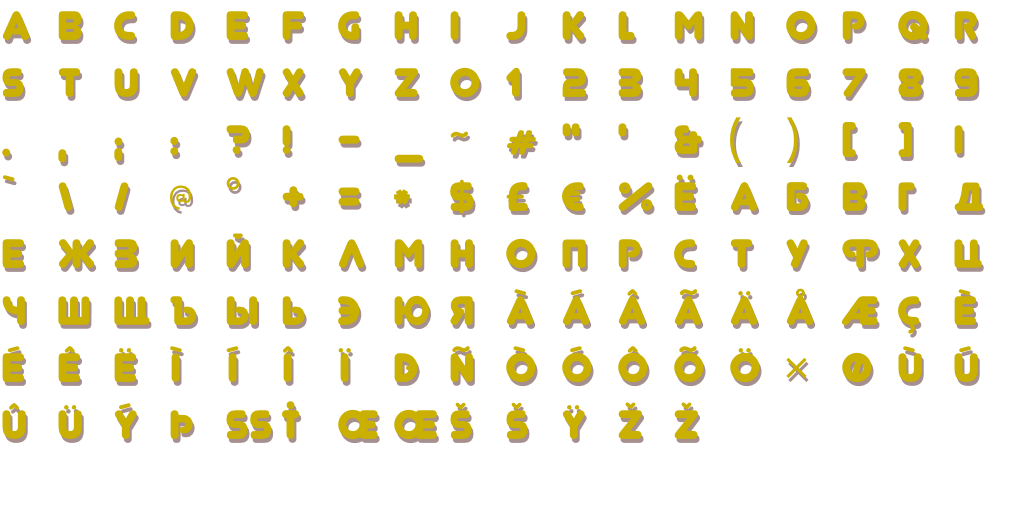 A B C D E F G H I J K L M N O P Q R
S T U V W X Y Z 0 1 2 3 4 5 6 7 8 9
. , ; : ? ! - _ ~ # " ' & ( ) [ ] |
` \ / @ ° + = * $ £ € % Ё А Б В Г Д
Е Ж З И Й К Л М Н О П Р С Т У Ф Х Ц
Ч Ш Щ Ъ Ы Ь Э Ю Я À Á Â Ã Ä Å Æ Ç È
É Ê Ë Ì Í Î Ï Ð Ñ Ò Ó Ô Õ Ö × Ø Ù Ú
Û Ü Ý Þ SS Œ Œ Š Š Ÿ Ž Ž